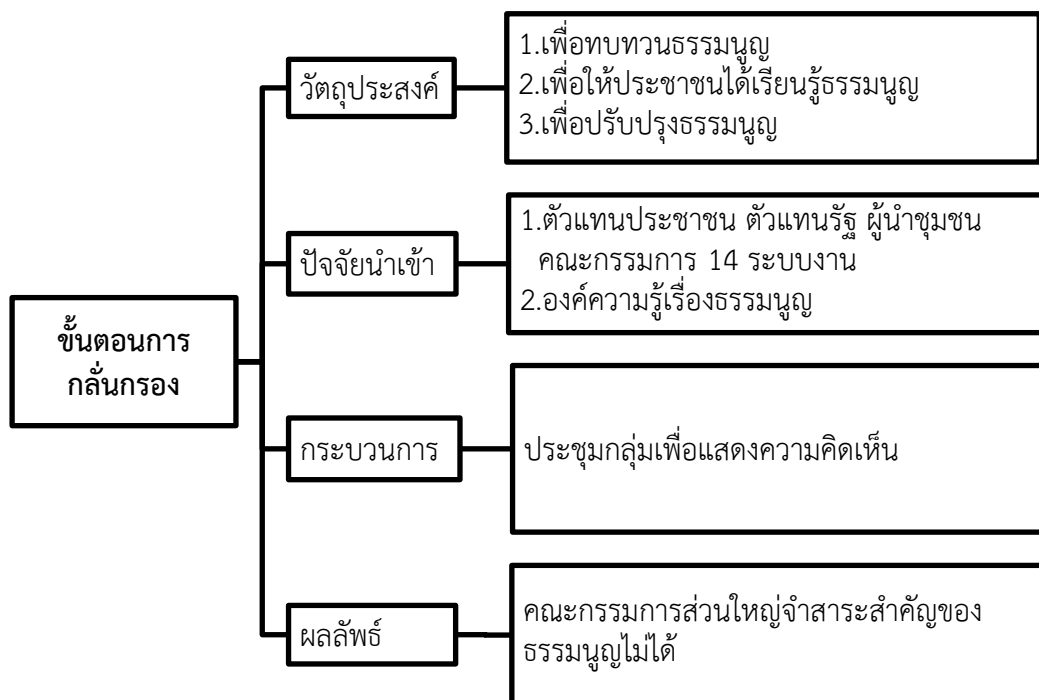 ขั้นตอนการ
กลั่นกรอง
วัตถุประสงค์
1.เพื่อทบทวนธรรมนูญ
2.เพื่อให้ประชาชนได้เรียนรู้ธรรมนูญ
3.เพื่อปรับปรุงธรรมนูญ
ปัจจัยนำเข้า
1.ตัวแทนประชาชน ตัวแทนรัฐ ผู้นำชุมชน
คณะกรรมการ 14 ระบบงาน
2.องค์ความรู้เรื่องธรรมนูญ
กระบวนการ
ประชุมกลุ่มเพื่อแสดงความคิดเห็น
ผลลัพธ์
คณะกรรมการส่วนใหญ่จำสาระสำคัญของ
ธรรมนูญไม่ได้